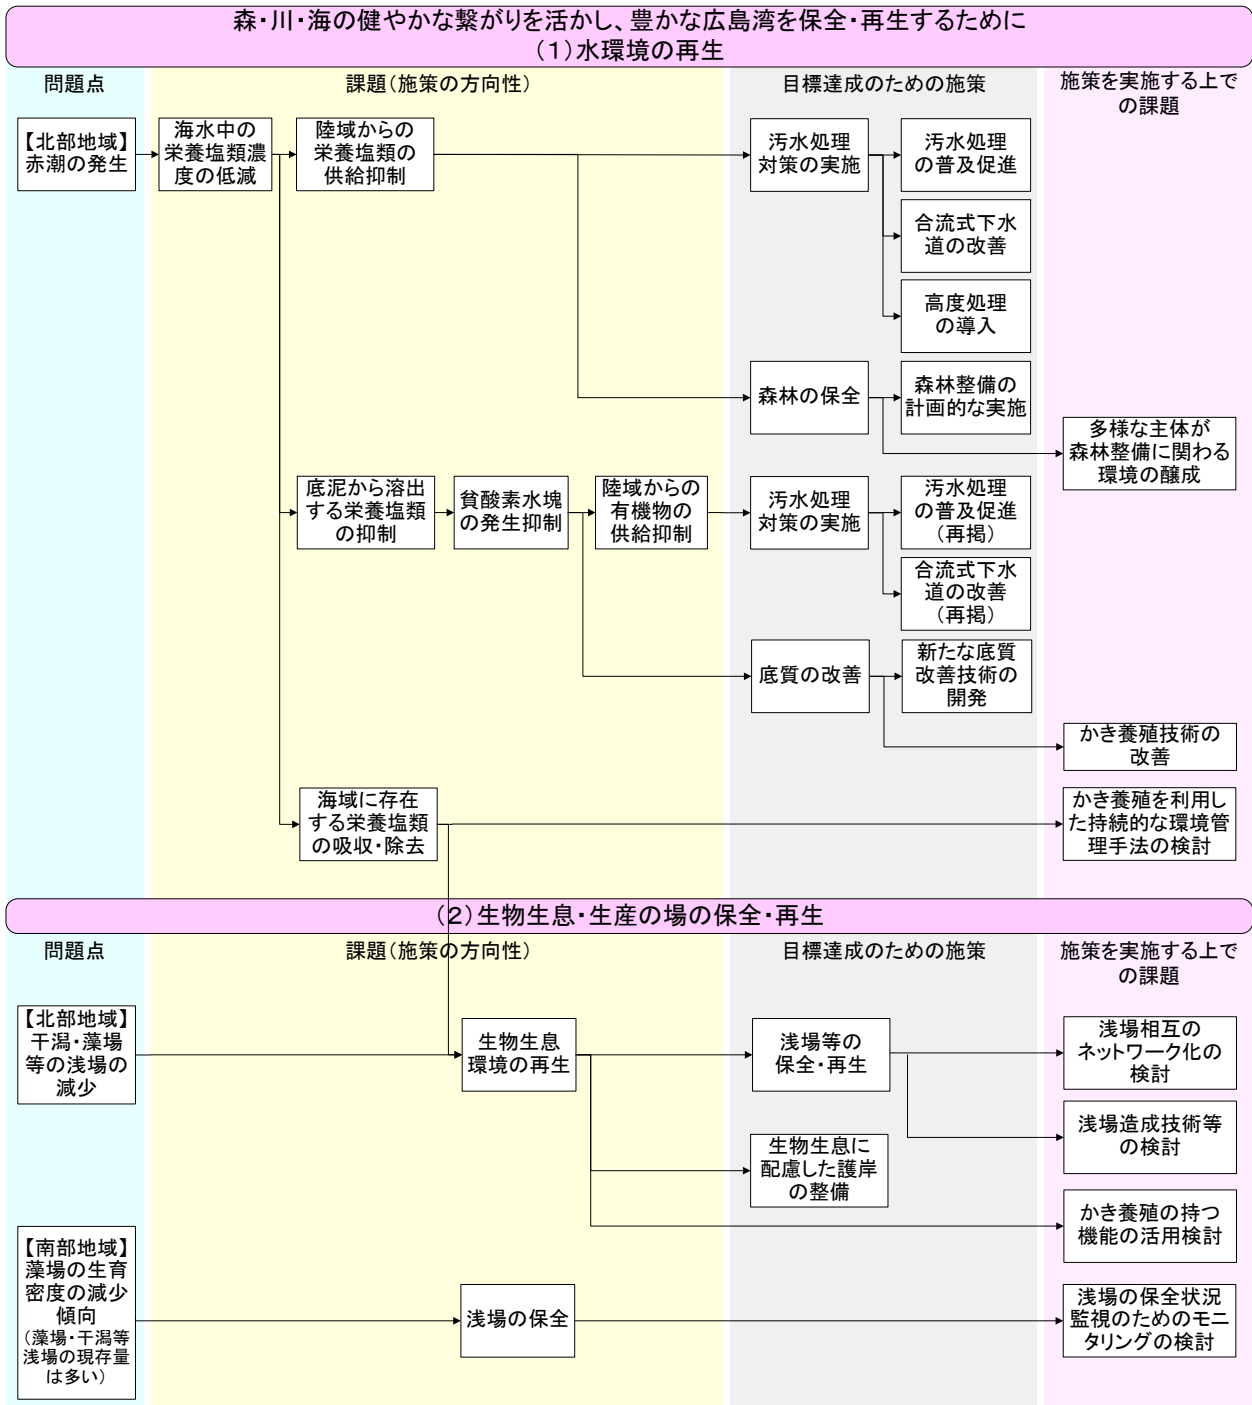 森・川・海の健やかな繋がりを活かし、豊かな広島湾を保全・再生するために
（１）水環境の再生
問題点
課題（施策の方向性）
目標達成のための施策
施策を実施する上で
の課題
【北部地域】
赤潮の発生
海水中の
栄養塩類濃
度の低減
陸域からの
栄養塩類の
供給抑制
汚水処理
対策の実施
汚水処理
の普及促進
合流式下水
道の改善
高度処理
の導入
森林の保全
森林整備の
計画的な実施
多様な主体が
森林整備に関わる
環境の醸成
底泥から溶出
する栄養塩類
の抑制
貧酸素水塊
の発生抑制
陸域からの
有機物の
供給抑制
汚水処理
対策の実施
汚水処理
の普及促進
（再掲）
合流式下水
道の改善
（再掲）
底質の改善
新たな底質
改善技術の
開発
かき養殖技術の
改善
海域に存在
する栄養塩類
の吸収・除去
かき養殖を利用し
た持続的な環境管
理手法の検討
（２）生物生息・生産の場の保全・再生
問題点
課題（施策の方向性）
目標達成のための施策
施策を実施する上で
の課題
【北部地域】
干潟・藻場
等の浅場の
減少
生物生息
環境の再生
浅場等の
保全・再生
浅場相互の
ネットワーク化の
検討
浅場造成技術等
の検討
生物生息に
配慮した護岸
の整備
かき養殖の持つ
機能の活用検討
【南部地域】
藻場の生育
密度の減少
傾向
（藻場・干潟等
浅場の現存量
は多い）
浅場の保全
浅場の保全状況
監視のためのモニ
タリングの検討